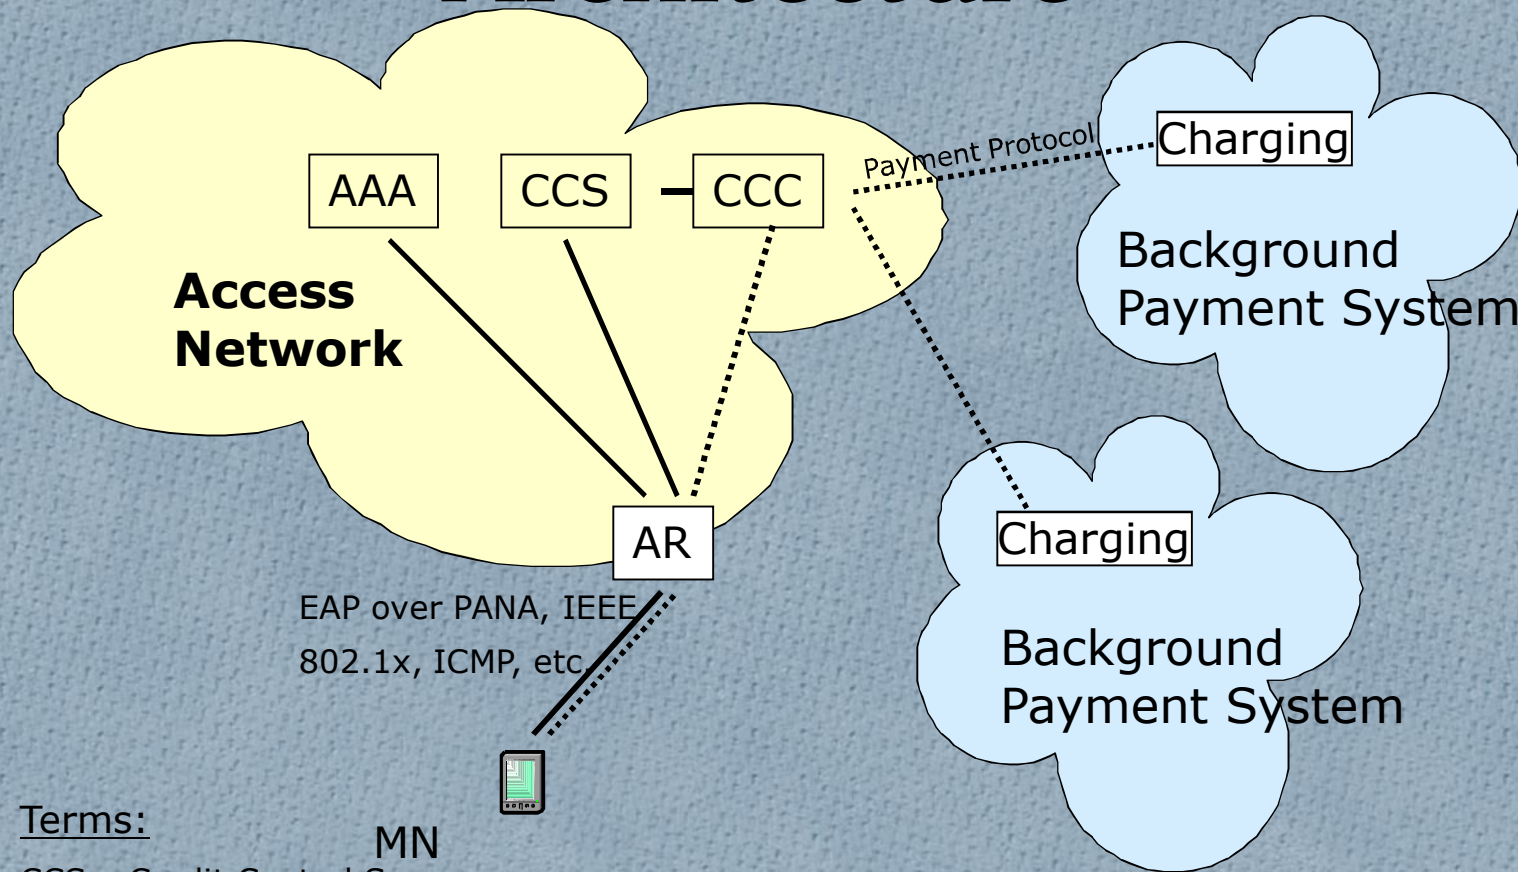 Architecture
Payment Protocol
Charging
AAA
CCS
CCC
Background
Payment System
Access
Network
AR
Charging
EAP over PANA, IEEE
802.1x, ICMP, etc.
Background
Payment System
Terms:
MN